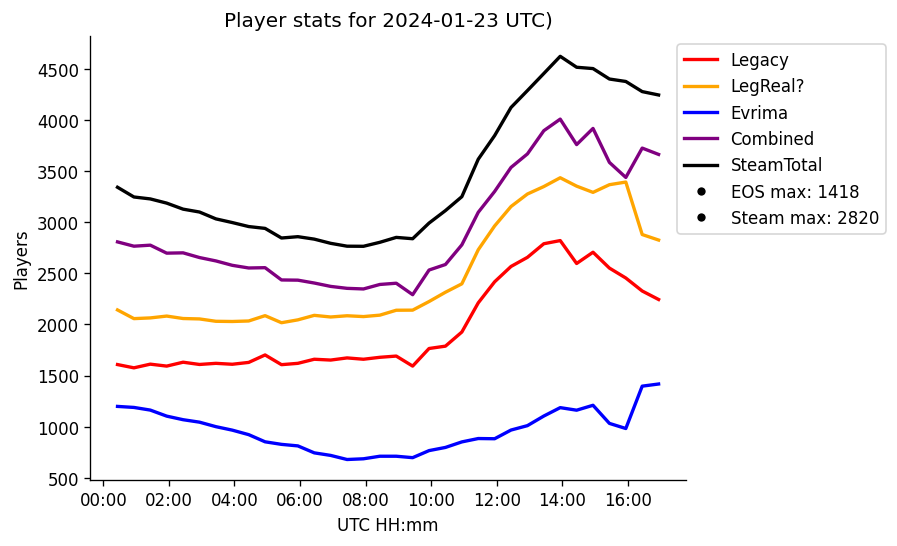 Player stats for 2024-01-23 UTC)
Players
4500
4000
3500
3000
2500
2000
1500
1000
500
00:00 02:00 04:00 06:00 08:00 10:00 12:00 14:00 16:00
UTC HH:mm
Legacy
LegReal?
Evrima
Combined
SteamTotal
EOS max: 1418
Steam max: 2820